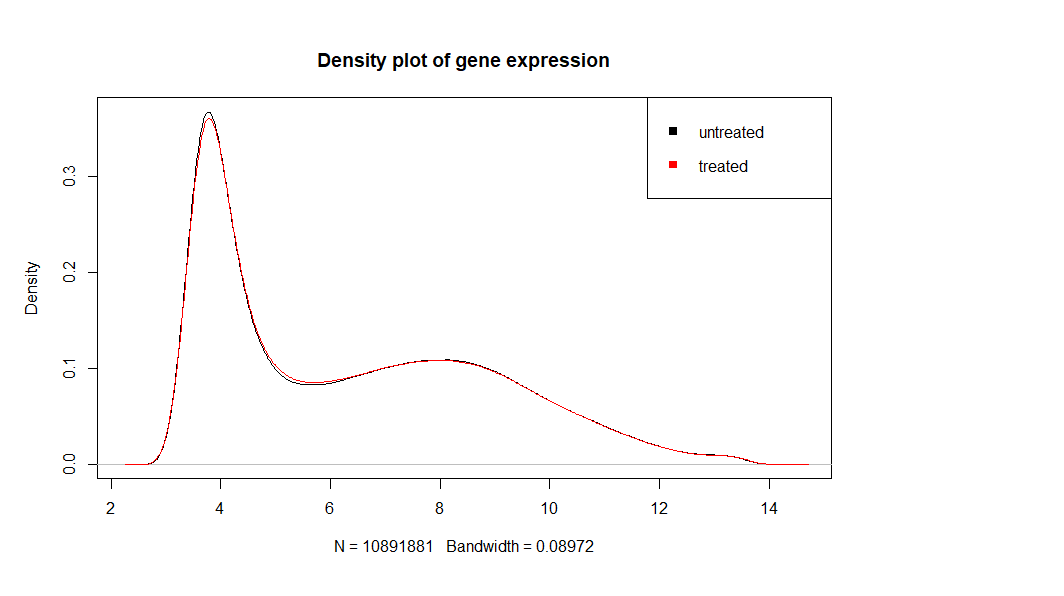 Density plot of gene expression
untreated
treated
Density
0.0
0.1
0.2
0.3
2 4 6 8 10 12 14
N = 10891881 Bandwidth = 0.08972